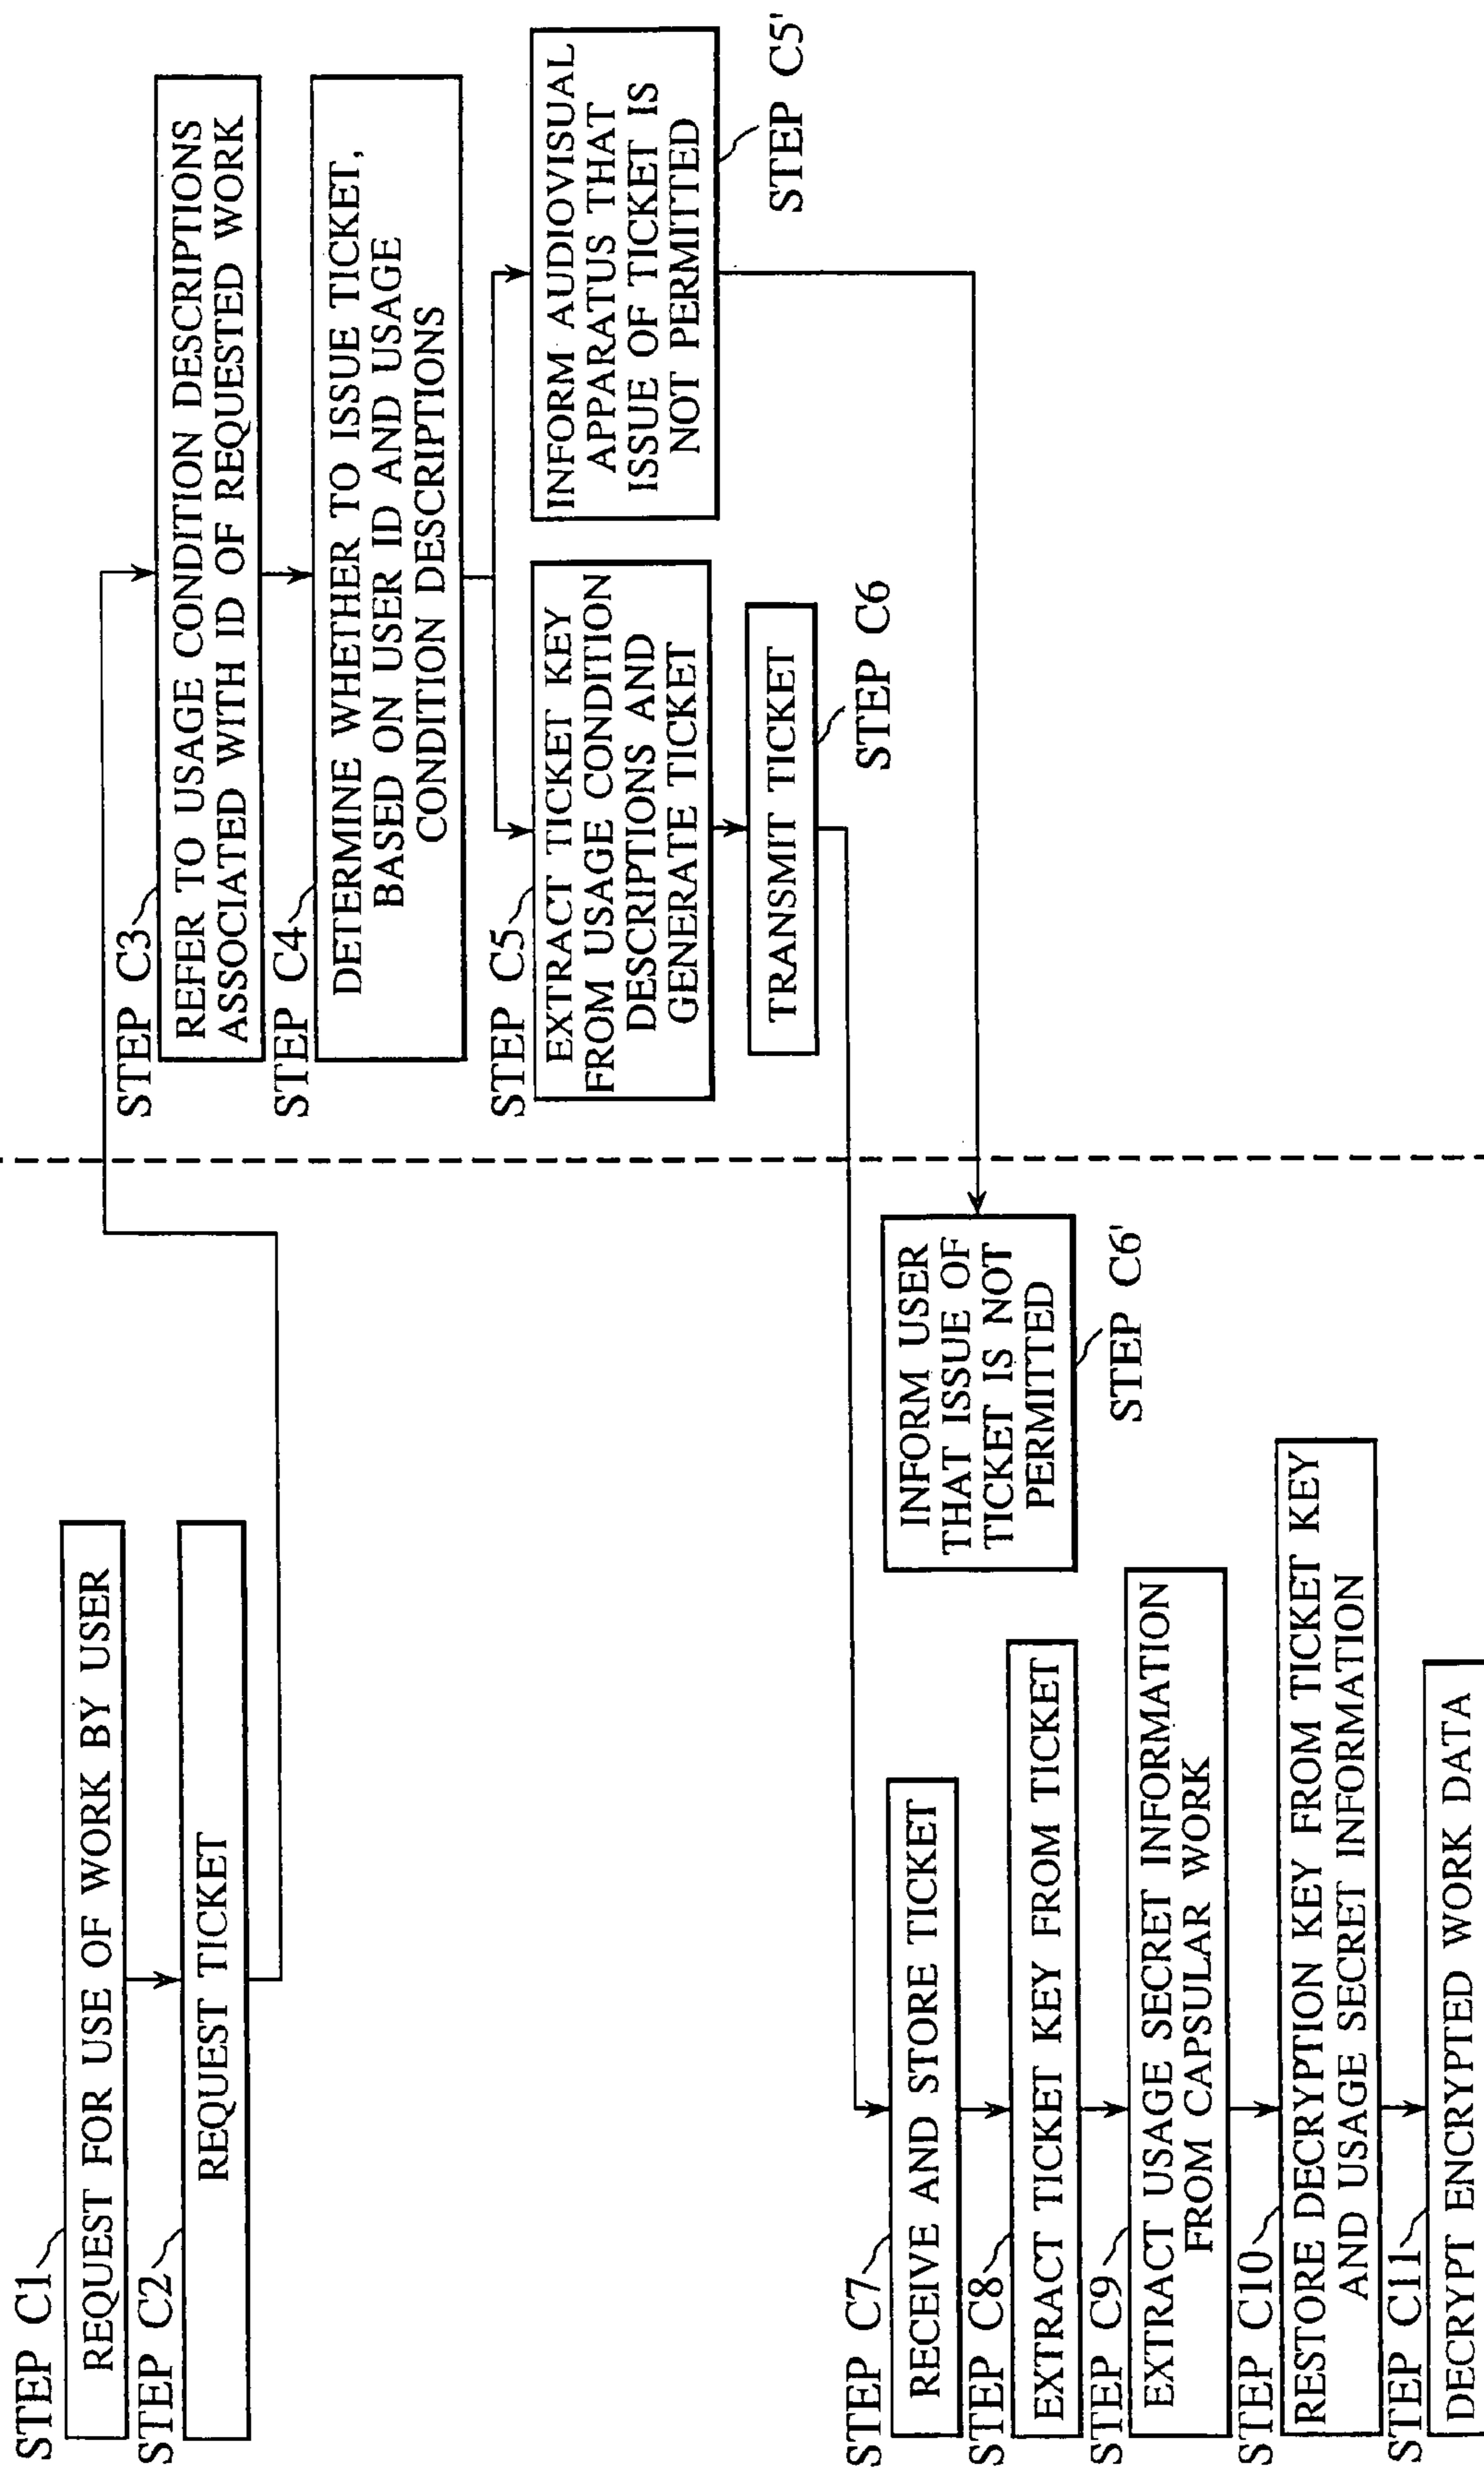 STEP C1
REQUEST FOR USE OF WORK BY USER
STEP C2
REQUEST TICKET
STEP C3
REFER TO USAGE CONDITION DESCRIPTIONS
ASSOCIATED WITH ID OF REQUESTED WORK
STEP C4
DETERMINE WHETHER TO ISSUE TICKET,
BASED ON USER ID AND USAGE
CONDITION DESCRIPTIONS
STEP C5
EXTRACT TICKET KEY
FROM USAGE CONDITION
DESCRIPTIONS AND
GENERATE TICKET
INFORM AUDIOVISUAL
APPARATUS THAT
ISSUE OF TICKET IS
NOT PERMITTED
STEP C5'
TRANSMIT TICKET
STEP C6
INFORM USER
THAT ISSUE OF
TICKET IS NOT
PERMITTED
STEP C6'
STEP C7
RECEIVE AND STORE TICKET
STEP C8
EXTRACT TICKET KEY FROM TICKET
STEP C9
EXTRACT USAGE SECRET INFORMATION
FROM CAPSULAR WORK
STEP C10
RESTORE DECRYPTION KEY FROM TICKET KEY
AND USAGE SECRET INFORMATION
STEP C11
DECRYPT ENCRYPTED WORK DATA